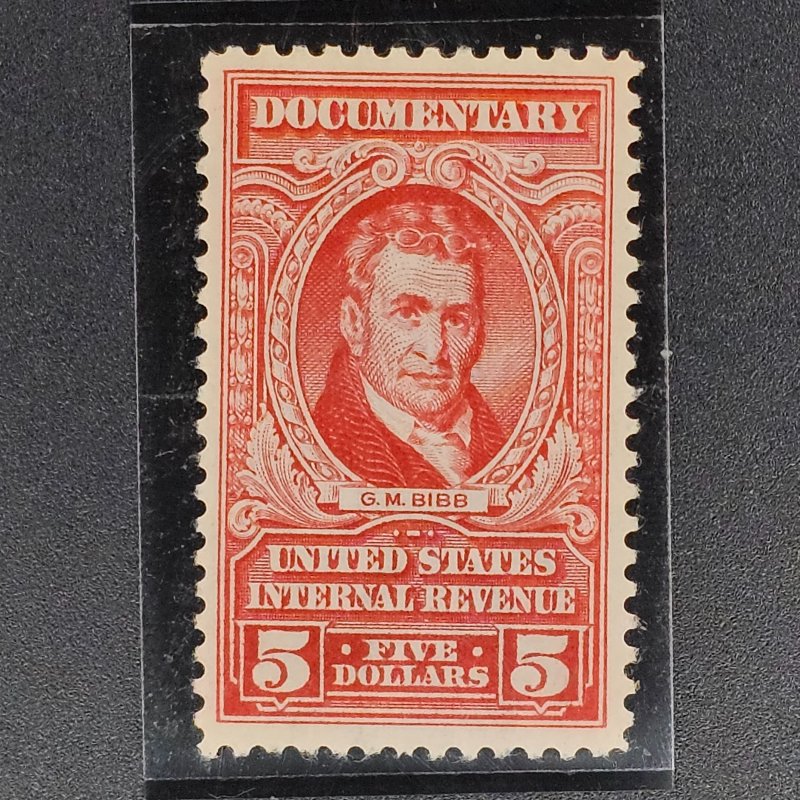 DOCUMENTARY
G. M. BIBB
UNITED STATES
INTERNAL REVENUE
5 · FIVE · 5
DOLLARS